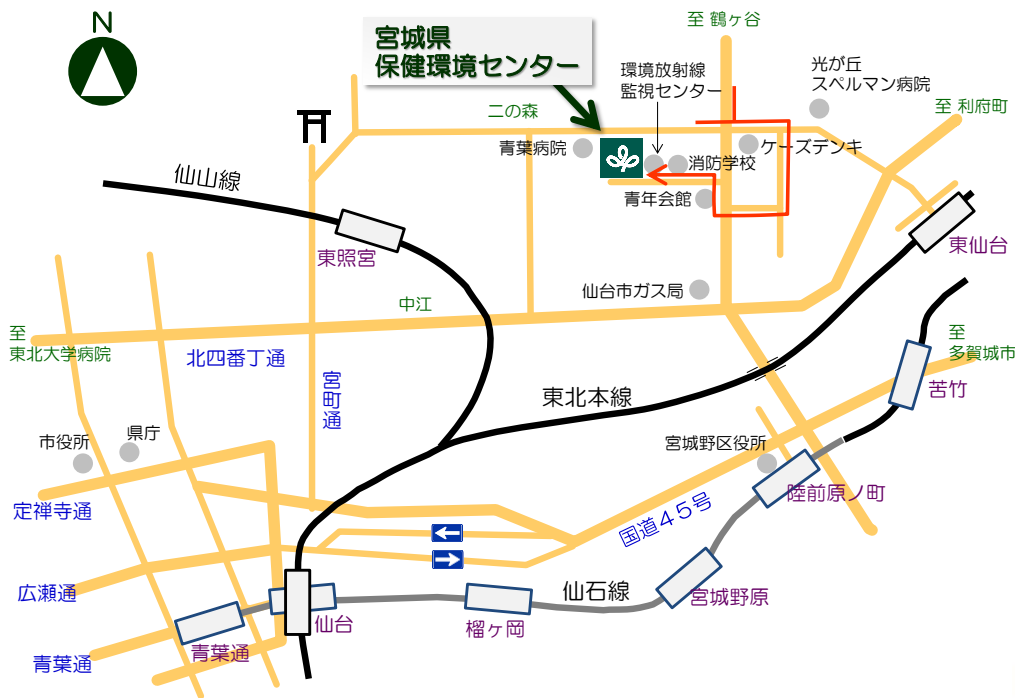 N
宮城県
保健環境センター
至 鶴ヶ谷
光が丘
スペルマン病院
環境放射線
監視センター
至 利府町
二の森
青葉病院
消防学校
ケーズデンキ
仙山線
青年会館
東照宮
東仙台
仙台市ガス局
中江
至
東北大学病院
北四番丁通
至
多賀城市
宮町通
東北本線
苦竹
市役所
県庁
宮城野区役所
陸前原ノ町
定禅寺通
国道45号
広瀬通
仙石線
宮城野原
仙台
榴ヶ岡
青葉通
青葉通